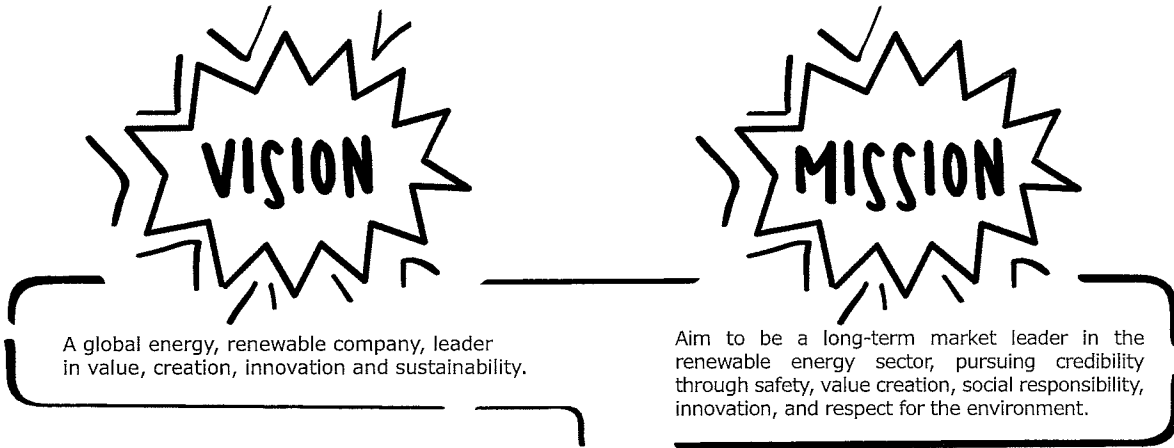 VISION
A global energy, renewable company, leader
in value, creation, innovation and sustainability.
MISSION
Aim to be a long-term market leader in the
renewable energy sector, pursuing credibility
through safety, value creation, social responsibility,
innovation, and respect for the environment.